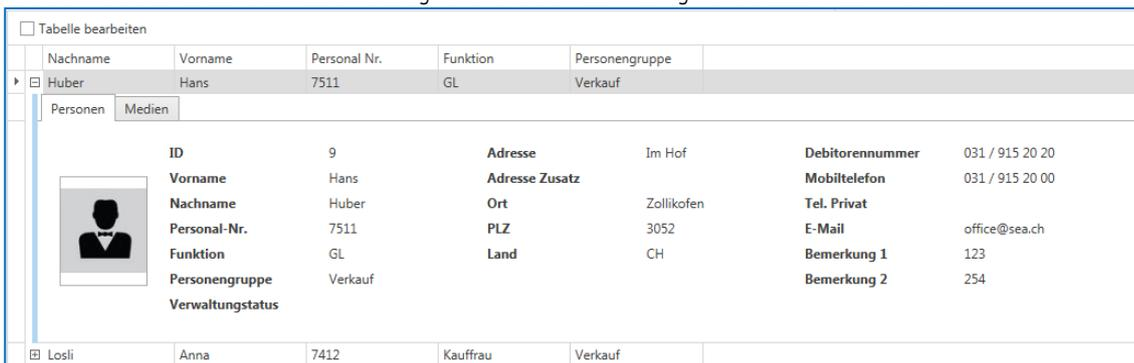 Tabelle bearbeiten
Nachname Vorname Personal Nr. Funktion Personengruppe
Huber Hans 7511 GL Verkauf
Personen Medien
ID 9 Adresse Im Hof Debitorennummer 031 / 915 20 20
Vorname Hans Adresse Zusatz Mobiltelefon 031 / 915 20 00
Nachname Huber Ort Zollikofen Tel. Privat
Personal-Nr. 7511 PLZ 3052 E-Mail office@sea.ch
Funktion GL Land CH Bemerkung 1 123
Personengruppe Verkauf Bemerkung 2 254
Verwaltungstatus
Losli Anna 7412 Kauffrau Verkauf